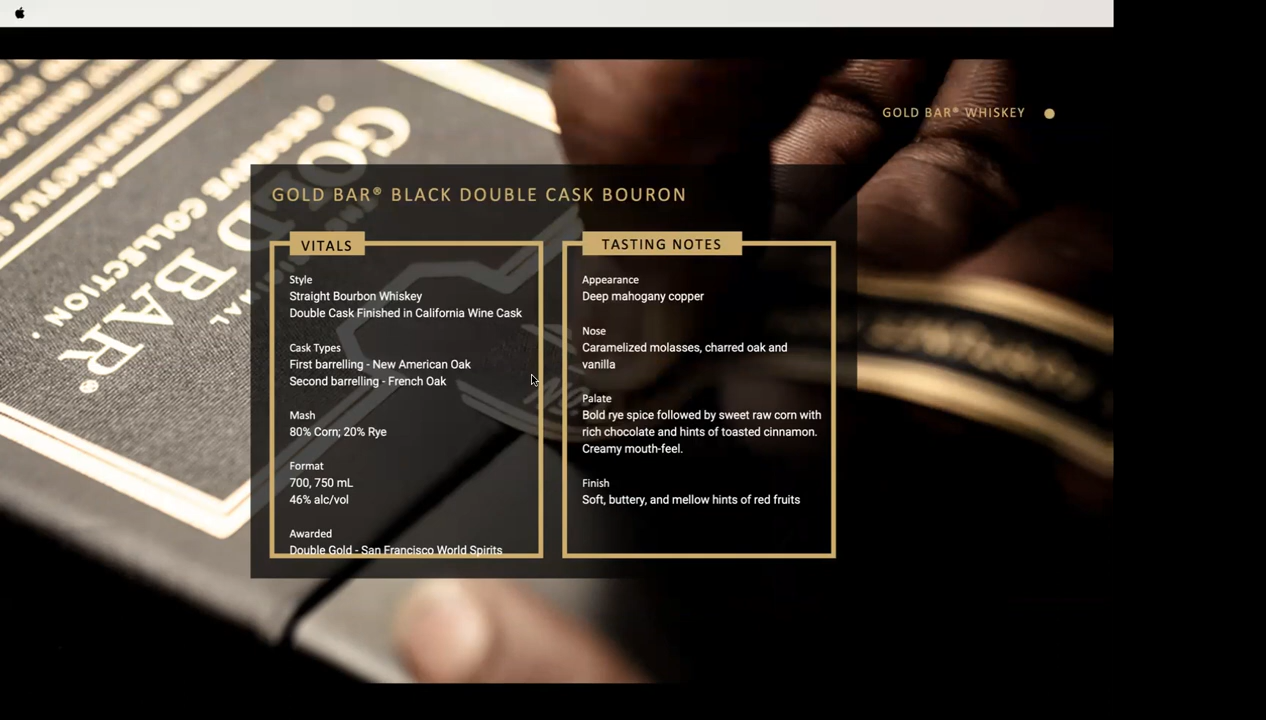 GOLD BAR® WHISKEY
GOLD BAR® BLACK DOUBLE CASK BOURON
VITALS
Style
Straight Bourbon Whiskey
Double Cask Finished in California Wine Cask
Cask Types
First barrelling - New American Oak
Second barrelling - French Oak
Mash
80% Corn; 20% Rye
Format
700, 750 mL
46% alc/vol
Awarded
Double Gold - San Francisco World Spirits
TASTING NOTES
Appearance
Deep mahogany copper
Nose
Caramelized molasses, charred oak and
vanilla
Palate
Bold rye spice followed by sweet raw corn with
rich chocolate and hints of toasted cinnamon.
Creamy mouth-feel.
Finish
Soft, buttery, and mellow hints of red fruits
GOLD BAR®
COLLECTION